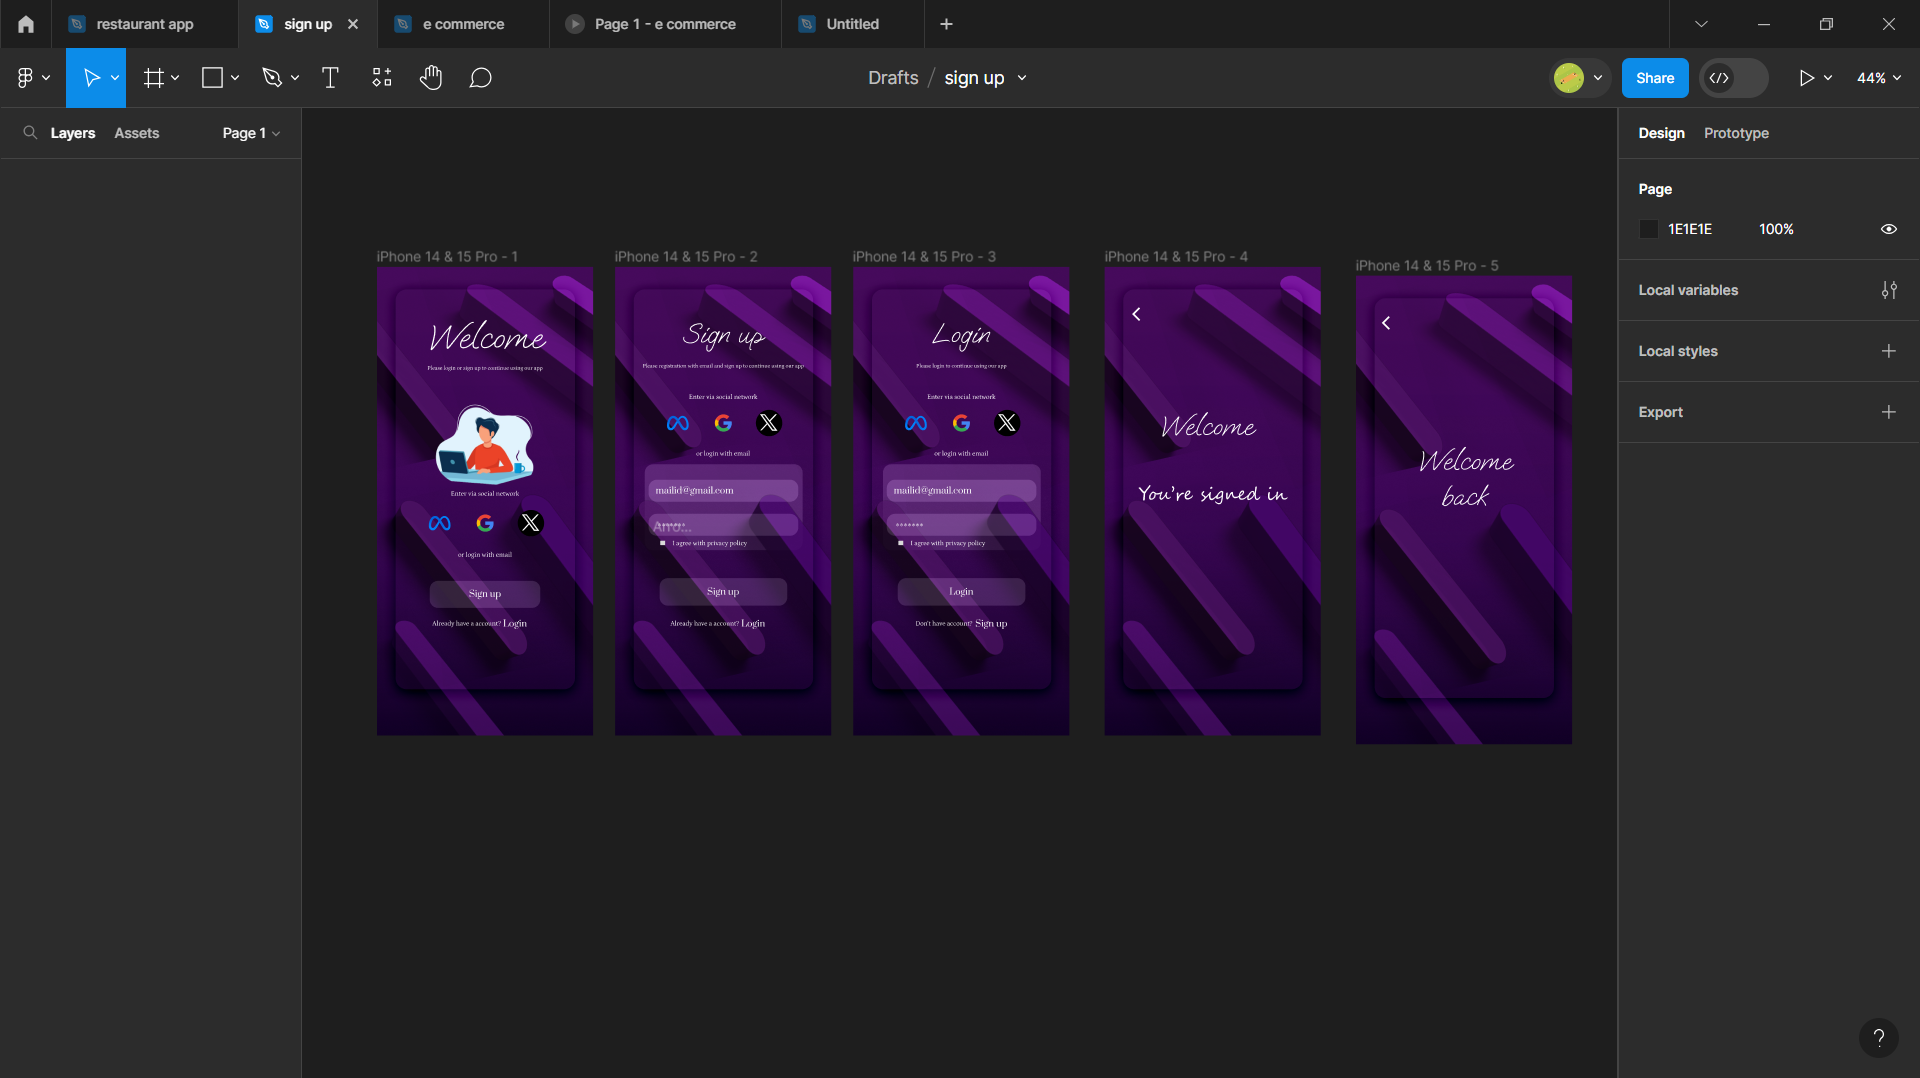 restaurant app
sign up
e commerce
Page 1 - e commerce
Untitled
Drafts / sign up
Share
44%
Layers
Assets
Page 1
Design
Prototype
Page
1E1E1E
100%
Local variables
Local styles
Export
?
iPhone 14 & 15 Pro - 1
Welcome
Please login or sign up to continue using our app
Enter via social network
or login with email
Sign up
Already have a account? Login
iPhone 14 & 15 Pro - 2
Sign up
Please registration with email and sign up to continue using our app
Enter via social network
or login with email
mailid@gmail.com
Arro...
*******
I agree with privacy policy
Sign up
Already have a account? Login
iPhone 14 & 15 Pro - 3
Login
Please login to continue using our app
Enter via social network
or login with email
mailid@gmail.com
*******
I agree with privacy policy
Login
Don't have account? Sign up
iPhone 14 & 15 Pro - 4
Welcome
You're signed in
iPhone 14 & 15 Pro - 5
Welcome
back